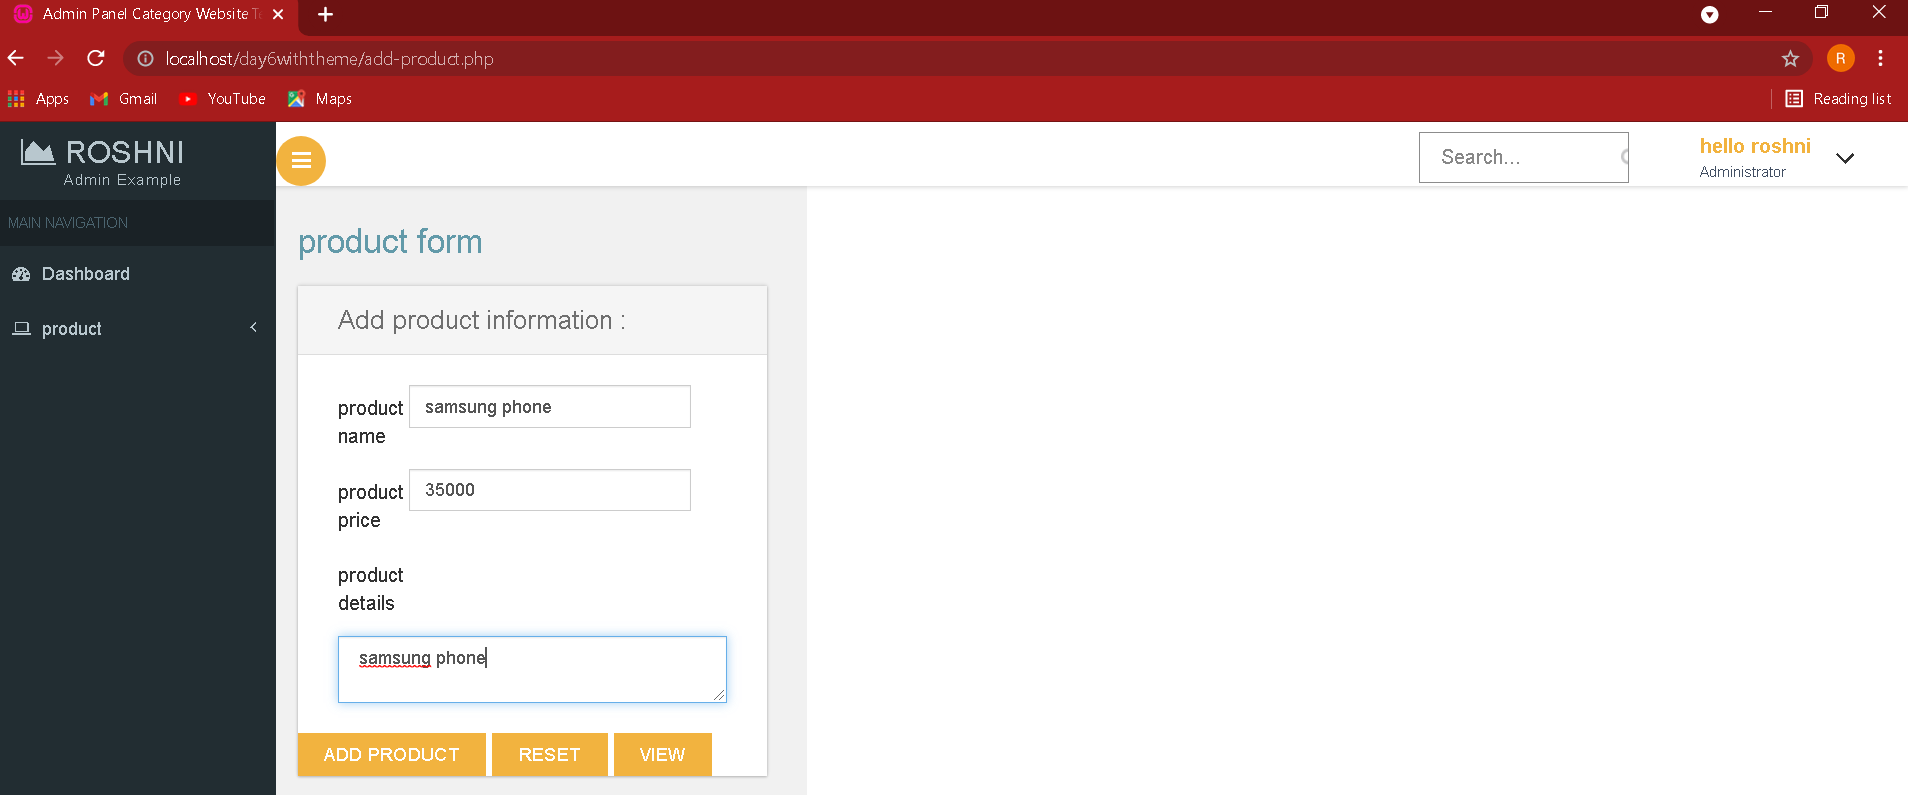 Admin Panel Category Website T
localhost/day6withtheme/add-product.php
R
Apps
Gmail
YouTube
Maps
Reading list
ROSHNI
Admin Example
MAIN NAVIGATION
Dashboard
product
Search...
hello roshni
Administrator
product form
Add product information :
product name
samsung phone
product price
35000
product details
samsung phone
ADD PRODUCT
RESET
VIEW